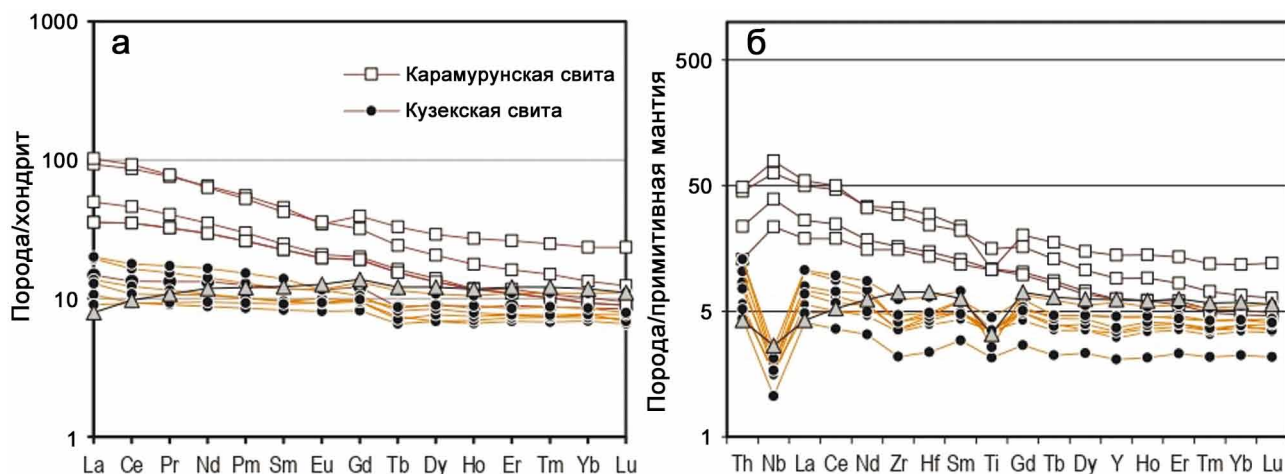 а
1000
100
10
1
Порода/хондрит
Карамурунская свита
Кузекская свита
La Ce Pr Nd Pm Sm Eu Gd Tb Dy Ho Er Tm Yb Lu
б
500
50
5
1
Порода/примитивная мантия
Th Nb La Ce Nd Zr Hf Sm Ti Gd Tb Dy Y Ho Er Tm Yb Lu